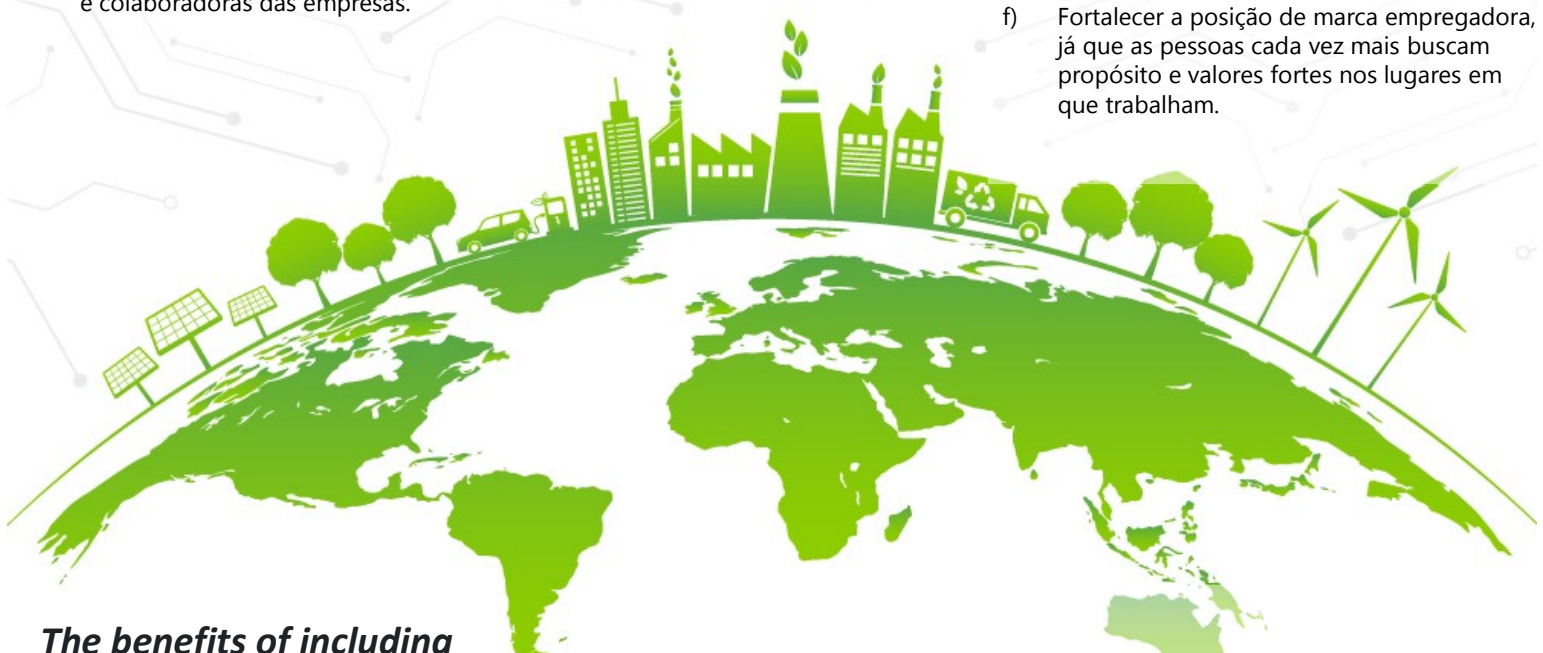 e colaboradoras das empresas.
f) Fortalecer a posição de marca empregadora,
já que as pessoas cada vez mais buscam
propósito e valores fortes nos lugares em
que trabalham.
The benefits of including